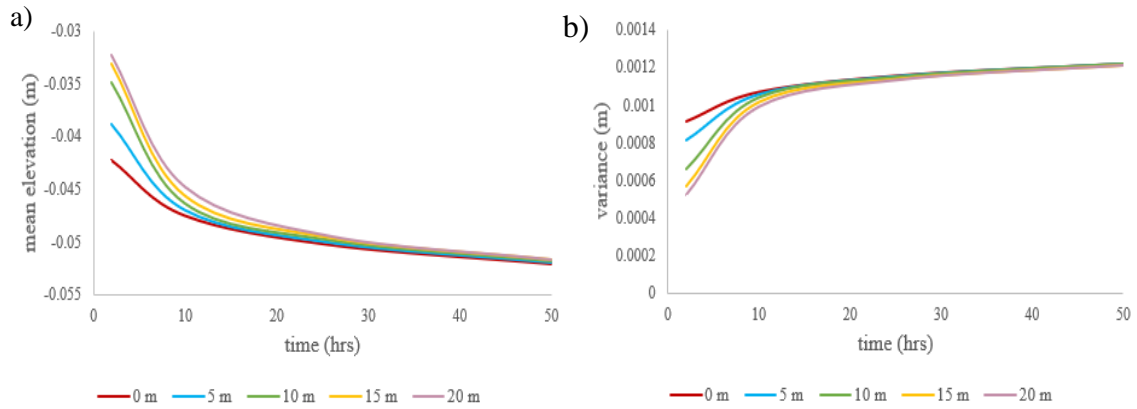 a)
mean elevation (m)
-0.03
-0.035
-0.04
-0.045
-0.05
-0.055
0 10 20 30 40 50
time (hrs)
0 m 5 m 10 m 15 m 20 m
b)
variance (m)
0.0014
0.0012
0.001
0.0008
0.0006
0.0004
0.0002
0
0 10 20 30 40 50
time (hrs)
0 m 5 m 10 m 15 m 20 m